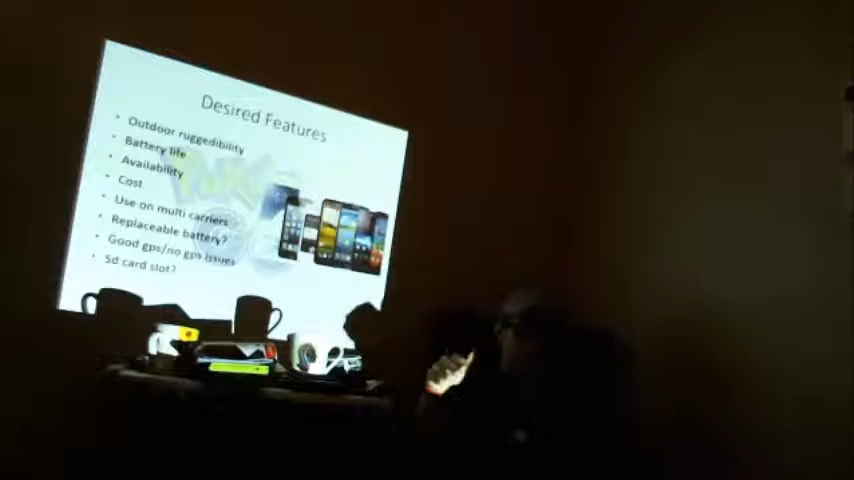 Desired Features
• Outdoor ruggedibility
• Battery life
• Availability
• Cost
• Use on multi carriers
• Replaceable battery?
• Good gps/no gps issues
• Sd card slot?